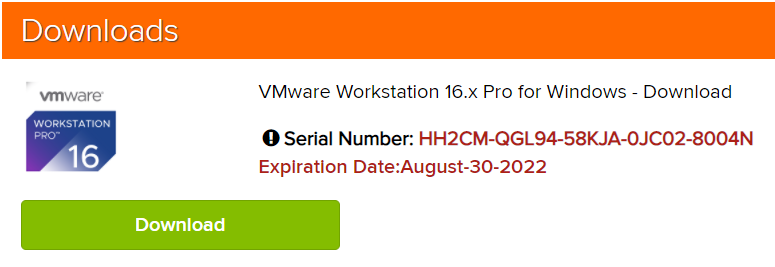 Downloads
vmware®
WORKSTATION
PRO™
16
VMware Workstation 16.x Pro for Windows - Download
Serial Number: HH2CM-QGL94-58KJA-0JC02-8004N
Expiration Date:August-30-2022
Download